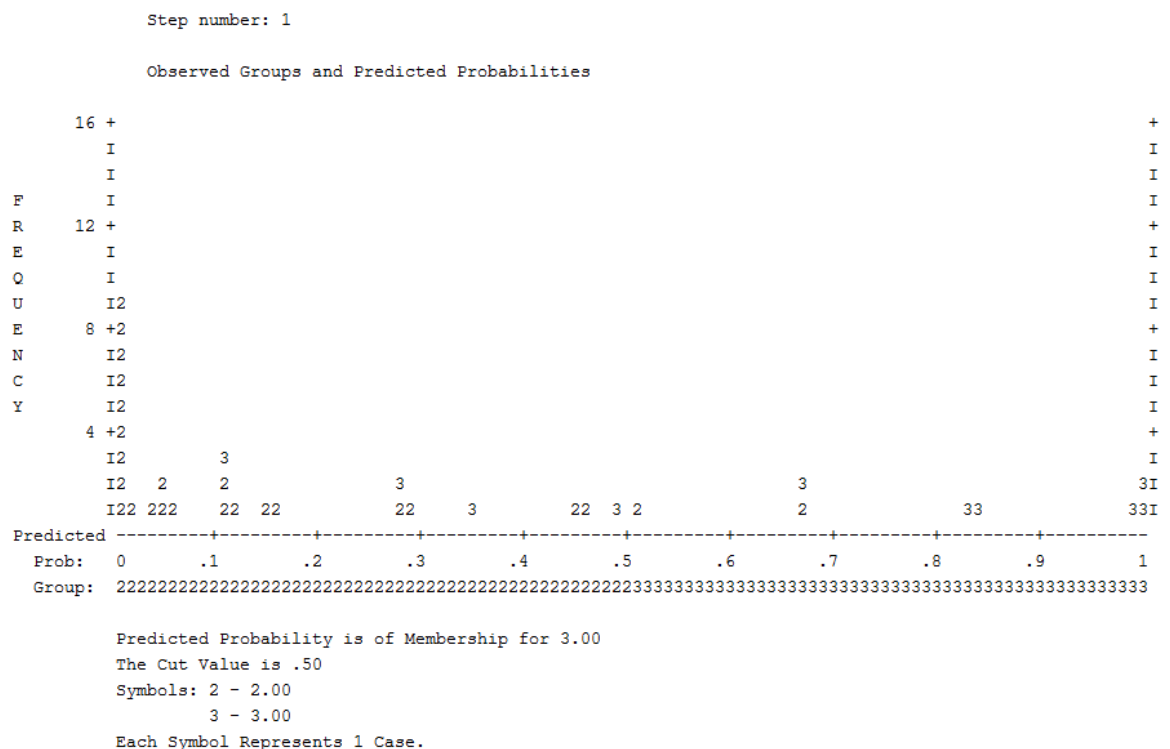 Step number: 1
Observed Groups and Predicted Probabilities
      16 +                                                                                                    +
         I                                                                                                    I
         I                                                                                                    I
F        I                                                                                                    I
R     12 +                                                                                                    +
E        I                                                                                                    I
Q        I                                                                                                    I
U        I2                                                                                                   I
E      8 +2                                                                                                   +
N        I2                                                                                                   I
C        I2                                                                                                   I
Y        I2                                                                                                   I
       4 +2                                                                                                   +
         I2         3                                                                                         I
         I2   2     2                3                                      3                                3I
         I22 222    22  22           22     3         22  3 2               2               33              33I
Predicted ---------+---------+---------+---------+---------+---------+---------+---------+---------+----------
  Prob:   0       .1        .2        .3        .4        .5        .6        .7        .8        .9         1
  Group:  2222222222222222222222222222222222222222222222222233333333333333333333333333333333333333333333333333
Predicted Probability is of Membership for 3.00
The Cut Value is .50
Symbols: 2 - 2.00
3 - 3.00
Each Symbol Represents 1 Case.